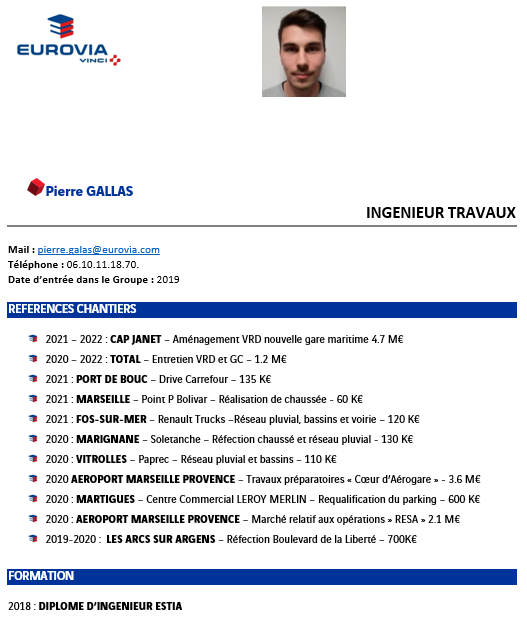 EUROVIA
VINCI
Pierre GALLAS
INGENIEUR TRAVAUX
Mail : pierre.galas@eurovia.com
Téléphone : 06.10.11.18.70.
Date d'entrée dans le Groupe : 2019
REFERENCES CHANTIERS
2021 – 2022 : CAP JANET – Aménagement VRD nouvelle gare maritime 4.7 M€
2020 – 2022 : TOTAL – Entretien VRD et GC – 1.2 M€
2021 : PORT DE BOUC – Drive Carrefour – 135 K€
2021 : MARSEILLE – Point P Bolivar – Réalisation de chaussée - 60 K€
2021 : FOS-SUR-MER – Renault Trucks –Réseau pluvial, bassins et voirie – 120 K€
2020 : MARIGNANE – Soletanche – Réfection chaussé et réseau pluvial - 130 K€
2020 : VITROLLES – Paprec – Réseau pluvial et bassins – 110 K€
2020 AEROPORT MARSEILLE PROVENCE – Travaux préparatoires « Cœur d'Aérogare » - 3.6 M€
2020 : MARTIGUES – Centre Commercial LEROY MERLIN – Requalification du parking – 600 K€
2020 : AEROPORT MARSEILLE PROVENCE – Marché relatif aux opérations » RESA » 2.1 M€
2019-2020 : LES ARCS SUR ARGENS – Réfection Boulevard de la Liberté – 700K€
FORMATION
2018 : DIPLOME D'INGENIEUR ESTIA